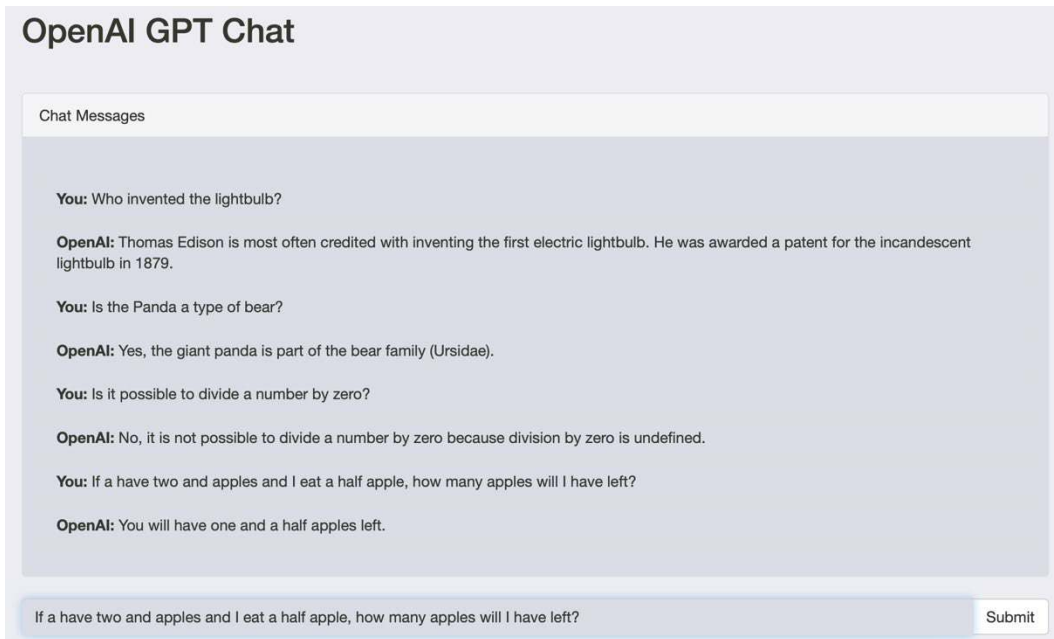 OpenAI GPT Chat
Chat Messages
You: Who invented the lightbulb?
OpenAI: Thomas Edison is most often credited with inventing the first electric lightbulb. He was awarded a patent for the incandescent
lightbulb in 1879.
You: Is the Panda a type of bear?
OpenAI: Yes, the giant panda is part of the bear family (Ursidae).
You: Is it possible to divide a number by zero?
OpenAI: No, it is not possible to divide a number by zero because division by zero is undefined.
You: If a have two and apples and I eat a half apple, how many apples will I have left?
OpenAI: You will have one and a half apples left.
If a have two and apples and I eat a half apple, how many apples will I have left?
Submit